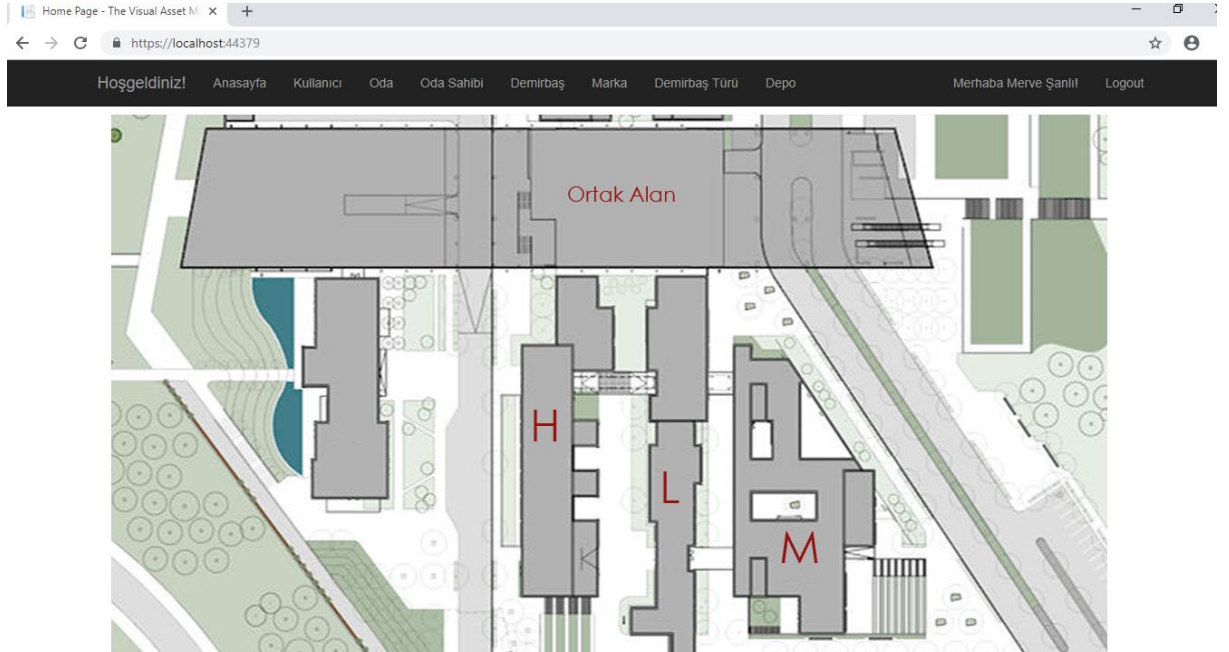 Home Page - The Visual Asset M
https://localhost:44379
Hoşgeldiniz! Anasayfa Kullanıcı Oda Oda Sahibi Demirbaş Marka Demirbaş Türü Depo Merhaba Merve Şanlı! Logout
Ortak Alan
H
L
M